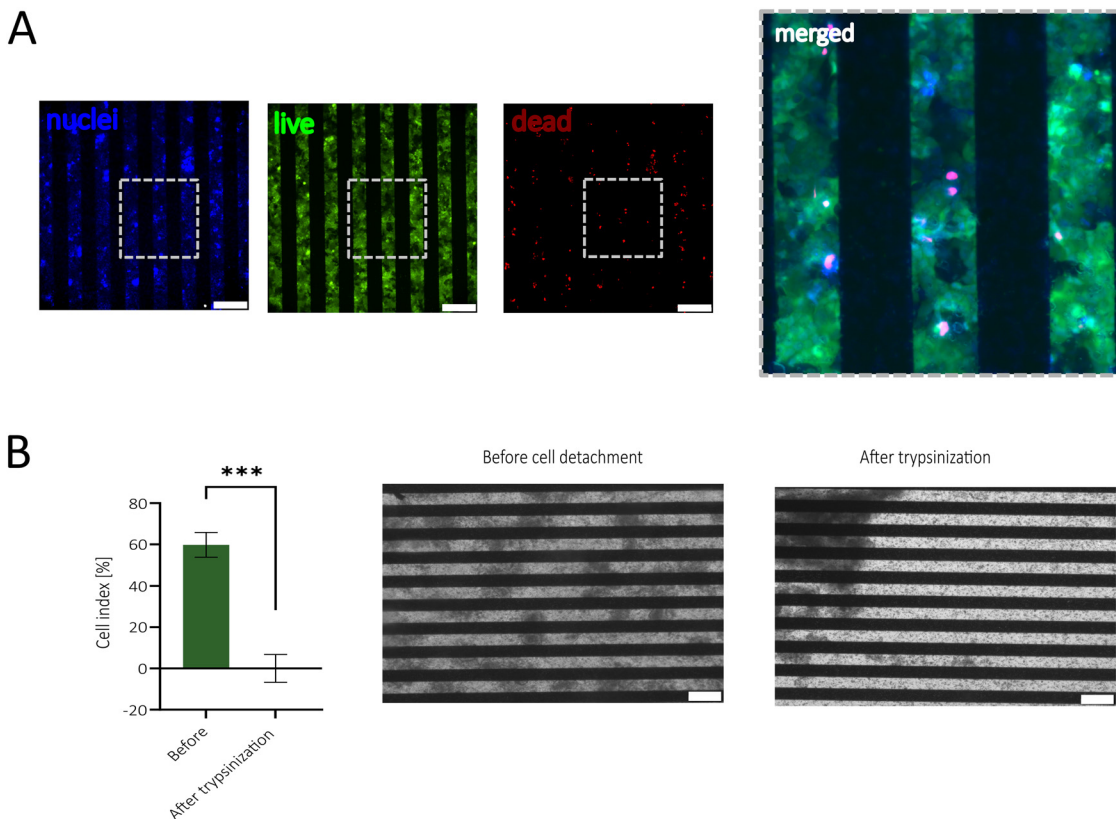 A
nuclei
live
dead
merged
B
***
80
60
40
20
0
-20
Cell index [%]
Before
After trypsinization
Before cell detachment
After trypsinization